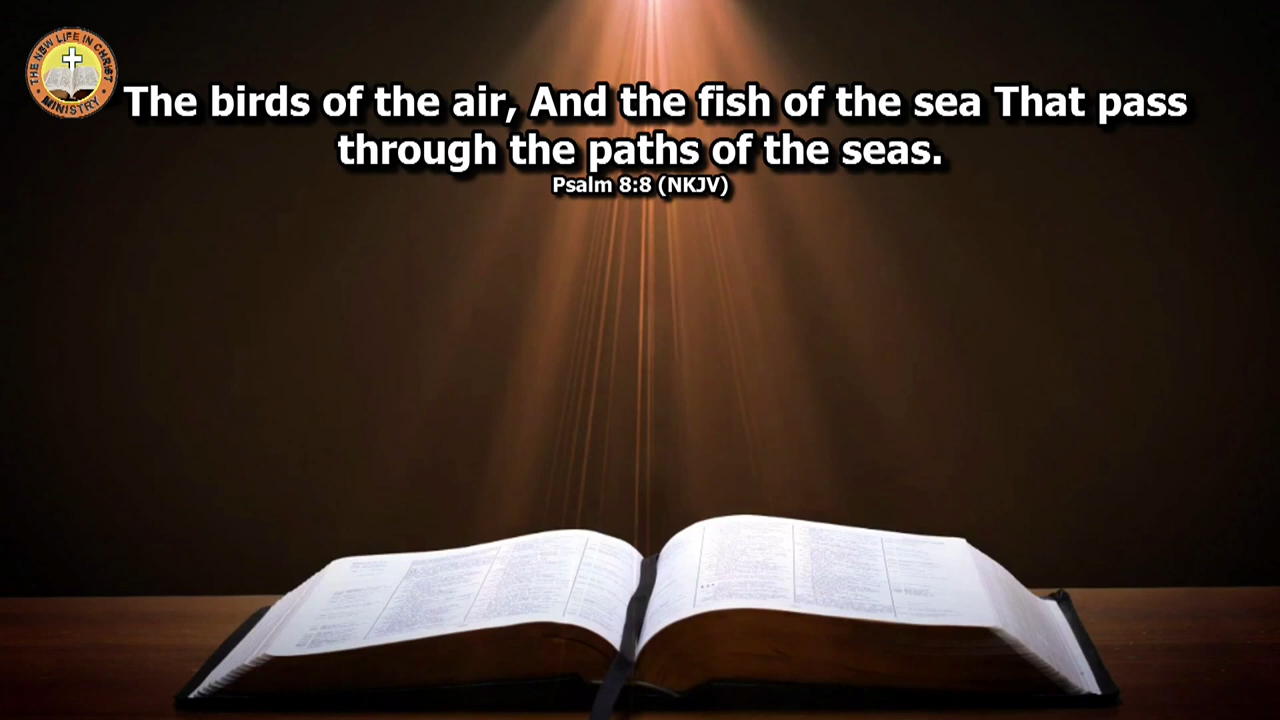 THE NEW LIFE IN CHRIST
MINISTRY
The birds of the air, And the fish of the sea That pass
through the paths of the seas.
Psalm 8:8 (NKJV)